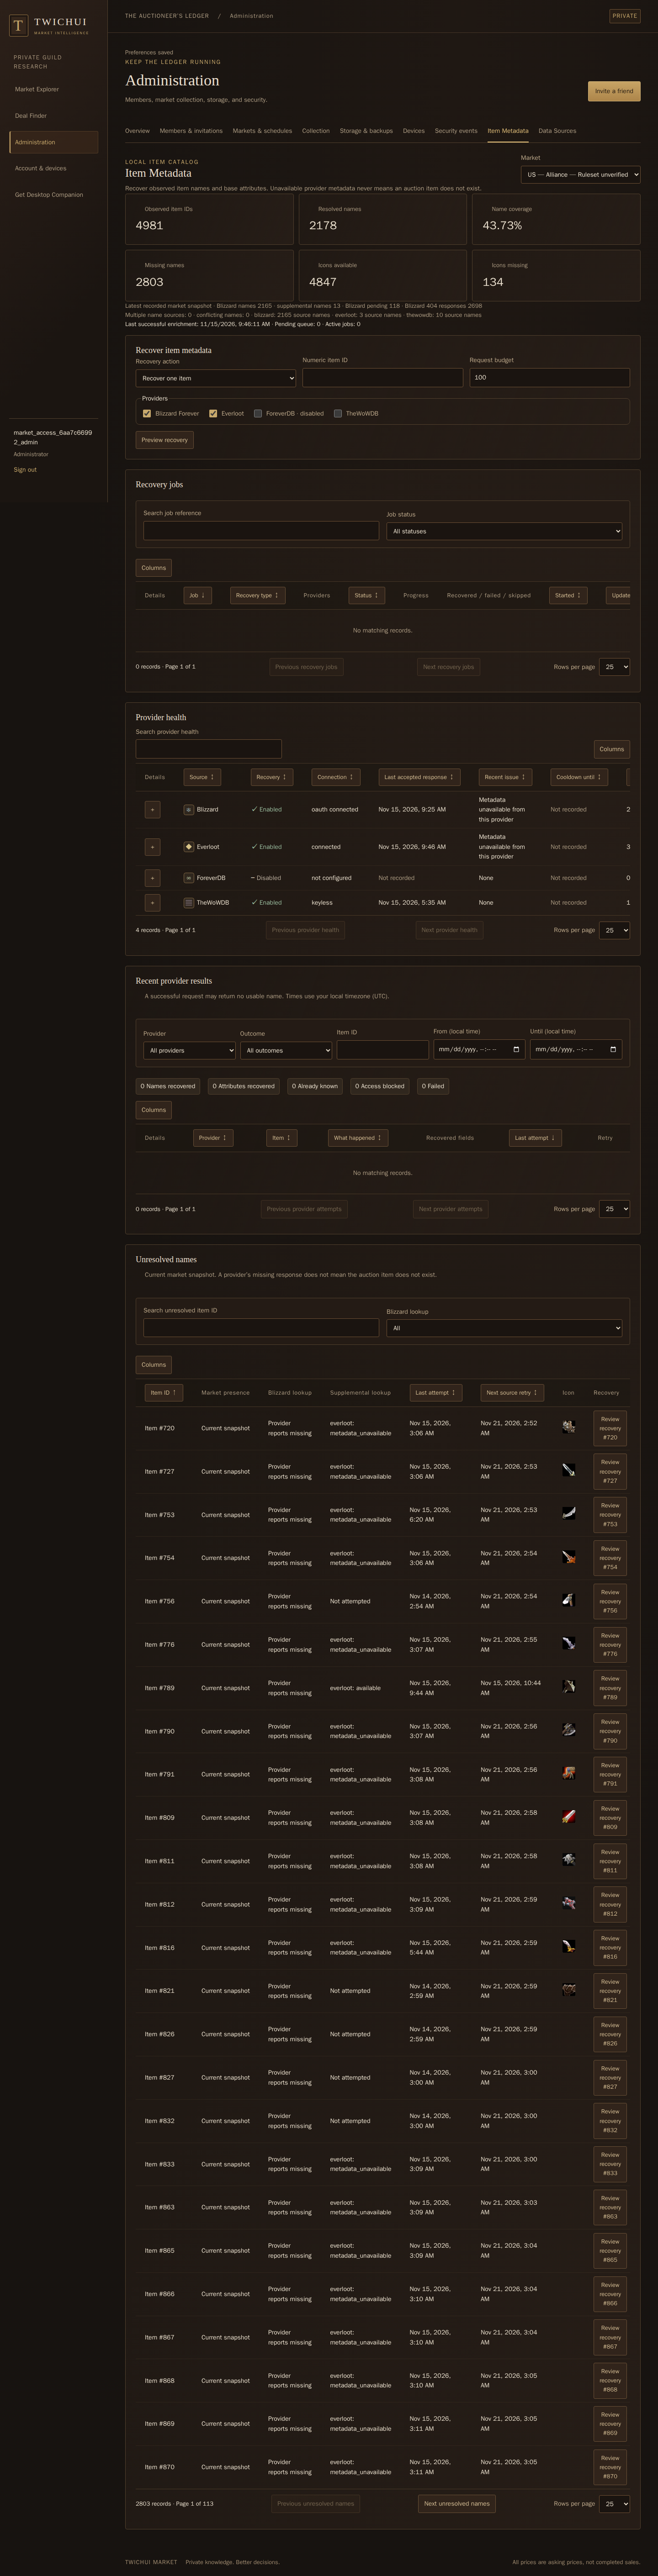 TWICHUI
MARKET INTELLIGENCE
PRIVATE GUILD
RESEARCH
Market Explorer
Deal Finder
Administration
Account & devices
Get Desktop Companion
market_access_6aa7c6699
2_admin
Administrator
Sign out
THE AUCTIONEER'S LEDGER / Administration
PRIVATE
Preferences saved
KEEP THE LEDGER RUNNING
Administration
Members, market collection, storage, and security.
Invite a friend
Overview Members & invitations Markets & schedules Collection Storage & backups Devices Security events Item Metadata Data Sources
LOCAL ITEM CATALOG
Item Metadata
Recover observed item names and base attributes. Unavailable provider metadata never means an auction item does not exist.
Market
US — Alliance — Ruleset unverified
Observed item IDs
4981
Resolved names
2178
Name coverage
43.73%
Missing names
2803
Icons available
4847
Icons missing
134
Latest recorded market snapshot · Blizzard names 2165 · supplemental names 13 · Blizzard pending 118 · Blizzard 404 responses 2698
Multiple name sources: 0 · conflicting names: 0 · blizzard: 2165 source names · everloot: 3 source names · thewowdb: 10 source names
Last successful enrichment: 11/15/2026, 9:46:11 AM · Pending queue: 0 · Active jobs: 0
Recover item metadata
Recovery action
Recover one item
Numeric item ID
Request budget
100
Providers
Blizzard Forever Everloot ForeverDB · disabled TheWoWDB
Preview recovery
Recovery jobs
Search job reference
Job status
All statuses
Columns
Details Job ↓ Recovery type ↕ Providers Status ↕ Progress Recovered / failed / skipped Started ↕ Update
No matching records.
0 records · Page 1 of 1 Previous recovery jobs Next recovery jobs Rows per page 25
Provider health
Search provider health
Columns
Details Source ↕ Recovery ↕ Connection ↕ Last accepted response ↕ Recent issue ↕ Cooldown until ↕
+ Blizzard ✓ Enabled oauth connected Nov 15, 2026, 9:25 AM Metadata unavailable from this provider Not recorded 2
+ Everloot ✓ Enabled connected Nov 15, 2026, 9:46 AM Metadata unavailable from this provider Not recorded 3
+ ForeverDB − Disabled not configured Not recorded None Not recorded 0
+ TheWoWDB ✓ Enabled keyless Nov 15, 2026, 5:35 AM None Not recorded 1
4 records · Page 1 of 1 Previous provider health Next provider health Rows per page 25
Recent provider results
A successful request may return no usable name. Times use your local timezone (UTC).
Provider
All providers
Outcome
All outcomes
Item ID
From (local time)
mm/dd/yyyy, --:-- --
Until (local time)
mm/dd/yyyy, --:-- --
0 Names recovered 0 Attributes recovered 0 Already known 0 Access blocked 0 Failed
Columns
Details Provider ↕ Item ↕ What happened ↕ Recovered fields Last attempt ↓ Retry
No matching records.
0 records · Page 1 of 1 Previous provider attempts Next provider attempts Rows per page 25
Unresolved names
Current market snapshot. A provider's missing response does not mean the auction item does not exist.
Search unresolved item ID
Blizzard lookup
All
Columns
Item ID ↑ Market presence Blizzard lookup Supplemental lookup Last attempt ↕ Next source retry ↕ Icon Recovery
Item #720 Current snapshot Provider reports missing everloot: metadata_unavailable Nov 15, 2026, 3:06 AM Nov 21, 2026, 2:52 AM Review recovery #720
Item #727 Current snapshot Provider reports missing everloot: metadata_unavailable Nov 15, 2026, 3:06 AM Nov 21, 2026, 2:53 AM Review recovery #727
Item #753 Current snapshot Provider reports missing everloot: metadata_unavailable Nov 15, 2026, 6:20 AM Nov 21, 2026, 2:53 AM Review recovery #753
Item #754 Current snapshot Provider reports missing everloot: metadata_unavailable Nov 15, 2026, 3:06 AM Nov 21, 2026, 2:54 AM Review recovery #754
Item #756 Current snapshot Provider reports missing Not attempted Nov 14, 2026, 2:54 AM Nov 21, 2026, 2:54 AM Review recovery #756
Item #776 Current snapshot Provider reports missing everloot: metadata_unavailable Nov 15, 2026, 3:07 AM Nov 21, 2026, 2:55 AM Review recovery #776
Item #789 Current snapshot Provider reports missing everloot: available Nov 15, 2026, 9:44 AM Nov 15, 2026, 10:44 AM Review recovery #789
Item #790 Current snapshot Provider reports missing everloot: metadata_unavailable Nov 15, 2026, 3:07 AM Nov 21, 2026, 2:56 AM Review recovery #790
Item #791 Current snapshot Provider reports missing everloot: metadata_unavailable Nov 15, 2026, 3:08 AM Nov 21, 2026, 2:56 AM Review recovery #791
Item #809 Current snapshot Provider reports missing everloot: metadata_unavailable Nov 15, 2026, 3:08 AM Nov 21, 2026, 2:58 AM Review recovery #809
Item #811 Current snapshot Provider reports missing everloot: metadata_unavailable Nov 15, 2026, 3:08 AM Nov 21, 2026, 2:58 AM Review recovery #811
Item #812 Current snapshot Provider reports missing everloot: metadata_unavailable Nov 15, 2026, 3:09 AM Nov 21, 2026, 2:59 AM Review recovery #812
Item #816 Current snapshot Provider reports missing everloot: metadata_unavailable Nov 15, 2026, 5:44 AM Nov 21, 2026, 2:59 AM Review recovery #816
Item #821 Current snapshot Provider reports missing Not attempted Nov 14, 2026, 2:59 AM Nov 21, 2026, 2:59 AM Review recovery #821
Item #826 Current snapshot Provider reports missing Not attempted Nov 14, 2026, 2:59 AM Nov 21, 2026, 2:59 AM Review recovery #826
Item #827 Current snapshot Provider reports missing Not attempted Nov 14, 2026, 3:00 AM Nov 21, 2026, 3:00 AM Review recovery #827
Item #832 Current snapshot Provider reports missing Not attempted Nov 14, 2026, 3:00 AM Nov 21, 2026, 3:00 AM Review recovery #832
Item #833 Current snapshot Provider reports missing everloot: metadata_unavailable Nov 15, 2026, 3:09 AM Nov 21, 2026, 3:00 AM Review recovery #833
Item #863 Current snapshot Provider reports missing everloot: metadata_unavailable Nov 15, 2026, 3:09 AM Nov 21, 2026, 3:03 AM Review recovery #863
Item #865 Current snapshot Provider reports missing everloot: metadata_unavailable Nov 15, 2026, 3:09 AM Nov 21, 2026, 3:04 AM Review recovery #865
Item #866 Current snapshot Provider reports missing everloot: metadata_unavailable Nov 15, 2026, 3:10 AM Nov 21, 2026, 3:04 AM Review recovery #866
Item #867 Current snapshot Provider reports missing everloot: metadata_unavailable Nov 15, 2026, 3:10 AM Nov 21, 2026, 3:04 AM Review recovery #867
Item #868 Current snapshot Provider reports missing everloot: metadata_unavailable Nov 15, 2026, 3:10 AM Nov 21, 2026, 3:05 AM Review recovery #868
Item #869 Current snapshot Provider reports missing everloot: metadata_unavailable Nov 15, 2026, 3:11 AM Nov 21, 2026, 3:05 AM Review recovery #869
Item #870 Current snapshot Provider reports missing everloot: metadata_unavailable Nov 15, 2026, 3:11 AM Nov 21, 2026, 3:05 AM Review recovery #870
2803 records · Page 1 of 113 Previous unresolved names Next unresolved names Rows per page 25
TWICHUI MARKET Private knowledge. Better decisions. All prices are asking prices, not completed sales.